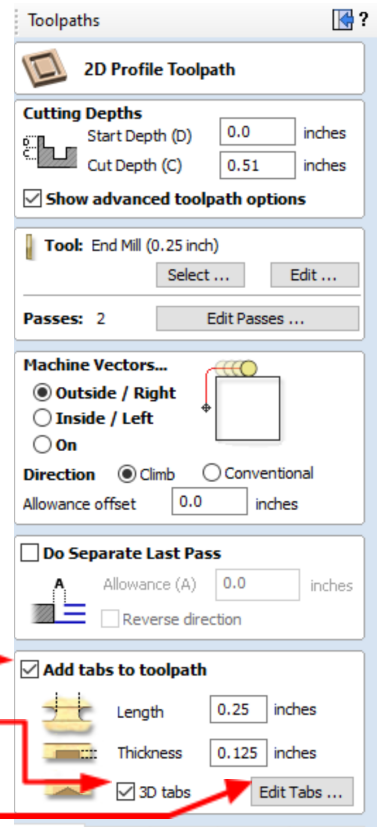 Toolpaths ?
2D Profile Toolpath
Cutting Depths
D
Start Depth (D) 0.0 inches
C
Cut Depth (C) 0.51 inches
Show advanced toolpath options
Tool: End Mill (0.25 inch)
Select ... Edit ...
Passes: 2 Edit Passes ...
Machine Vectors...
Outside / Right
Inside / Left
On
Direction Climb Conventional
Allowance offset 0.0 inches
Do Separate Last Pass
A Allowance (A) 0.0 inches
Reverse direction
Add tabs to toolpath
Length 0.25 inches
Thickness 0.125 inches
3D tabs Edit Tabs ...